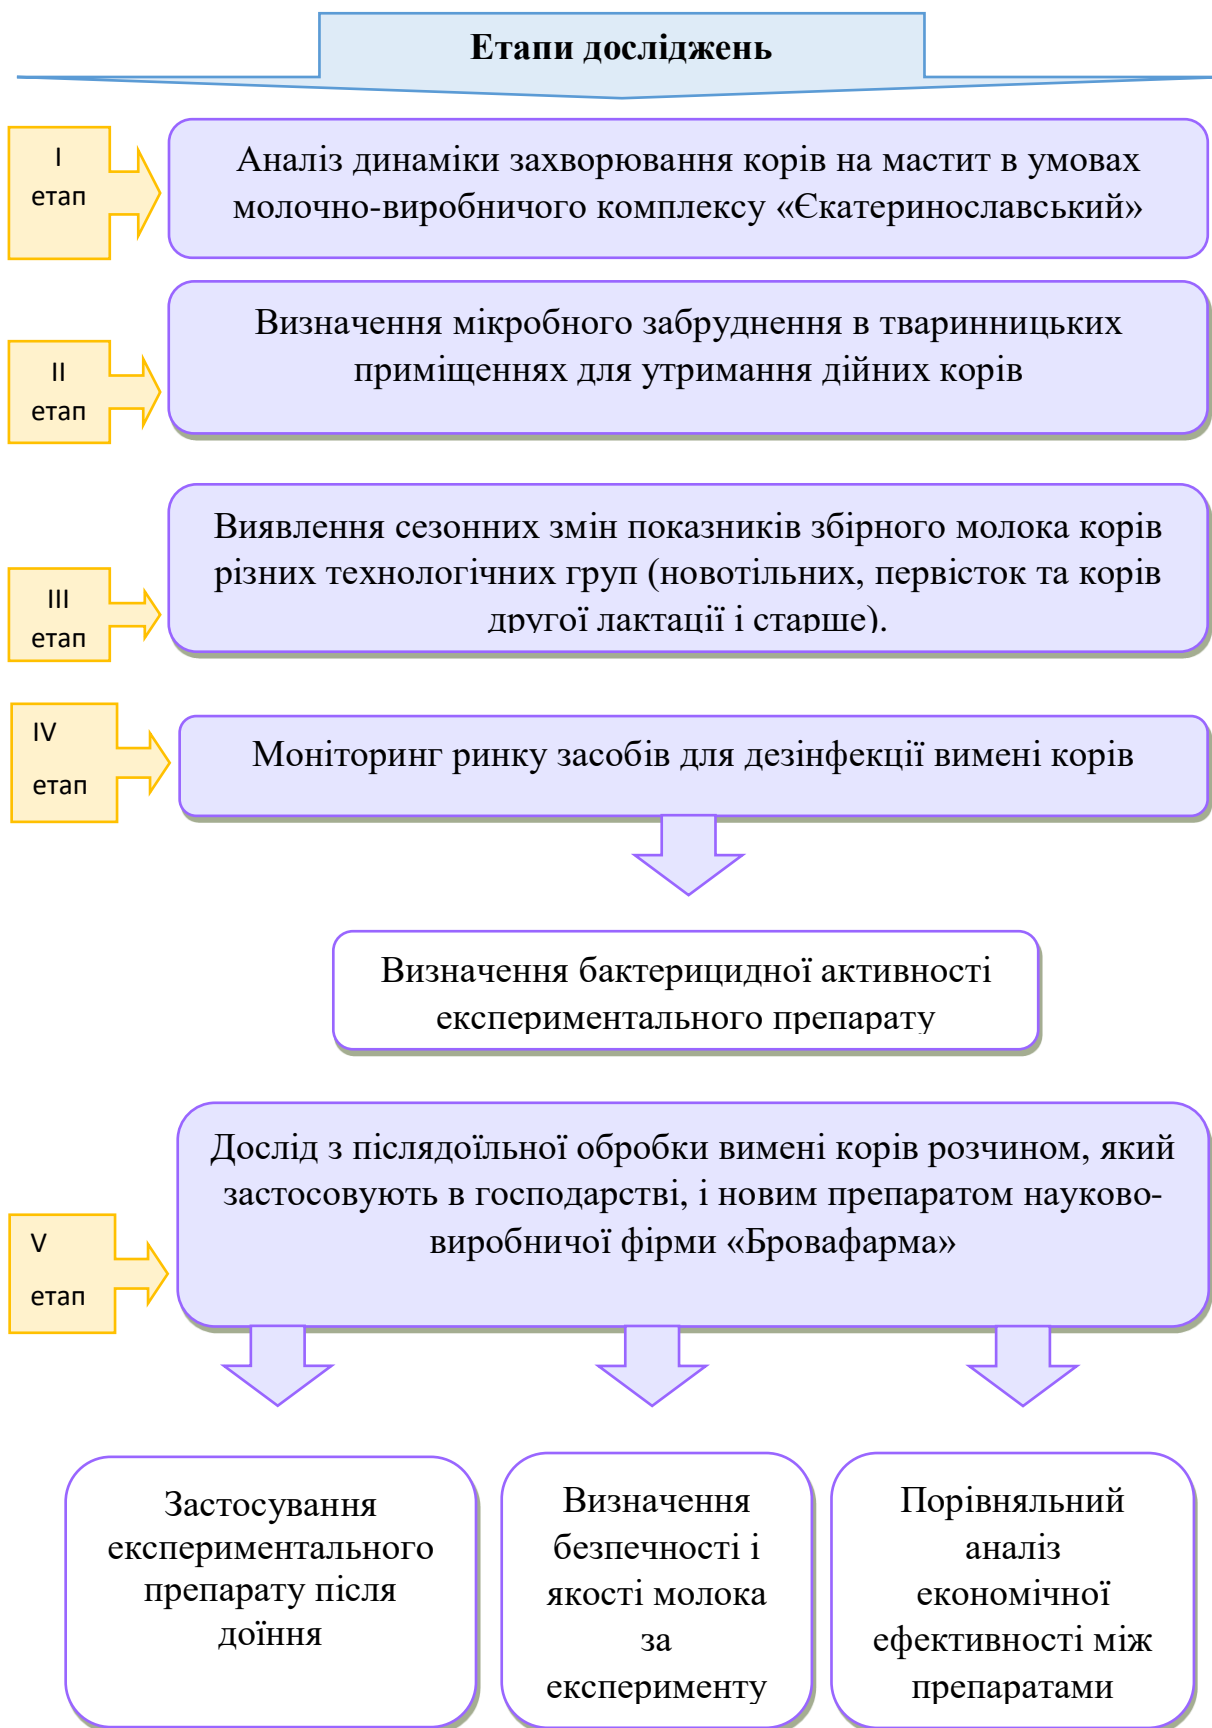 Етапи досліджень
I
етап
Аналіз динаміки захворювання корів на мастит в умовах
молочно-виробничого комплексу «Єкатеринославський»
II
етап
Визначення мікробного забруднення в тваринницьких
приміщеннях для утримання дійних корів
III
етап
Виявлення сезонних змін показників збірного молока корів
різних технологічних груп (новотільних, первісток та корів
другої лактації і старше).
IV
етап
Моніторинг ринку засобів для дезінфекції вимені корів
Визначення бактерицидної активності
експериментального препарату
V
етап
Дослід з післядоїльної обробки вимені корів розчином, який
застосовують в господарстві, і новим препаратом науково-
виробничої фірми «Бровафарма»
Застосування
експериментального
препарату після
доїння
Визначення
безпечності і
якості молока
за
експерименту
Порівняльний
аналіз
економічної
ефективності між
препаратами